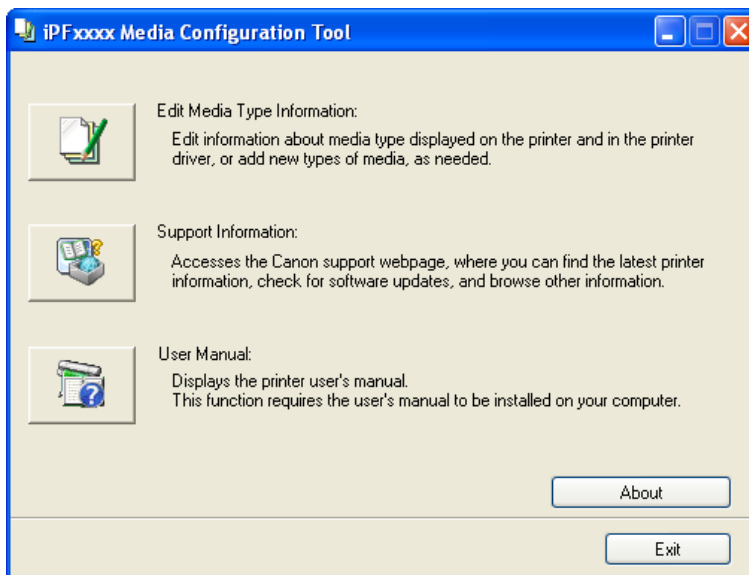 iPFxxxx Media Configuration Tool
Edit Media Type Information:
Edit information about media type displayed on the printer and in the printer
driver, or add new types of media, as needed.
Support Information:
Accesses the Canon support webpage, where you can find the latest printer
information, check for software updates, and browse other information.
User Manual:
Displays the printer user's manual.
This function requires the user's manual to be installed on your computer.
About
Exit